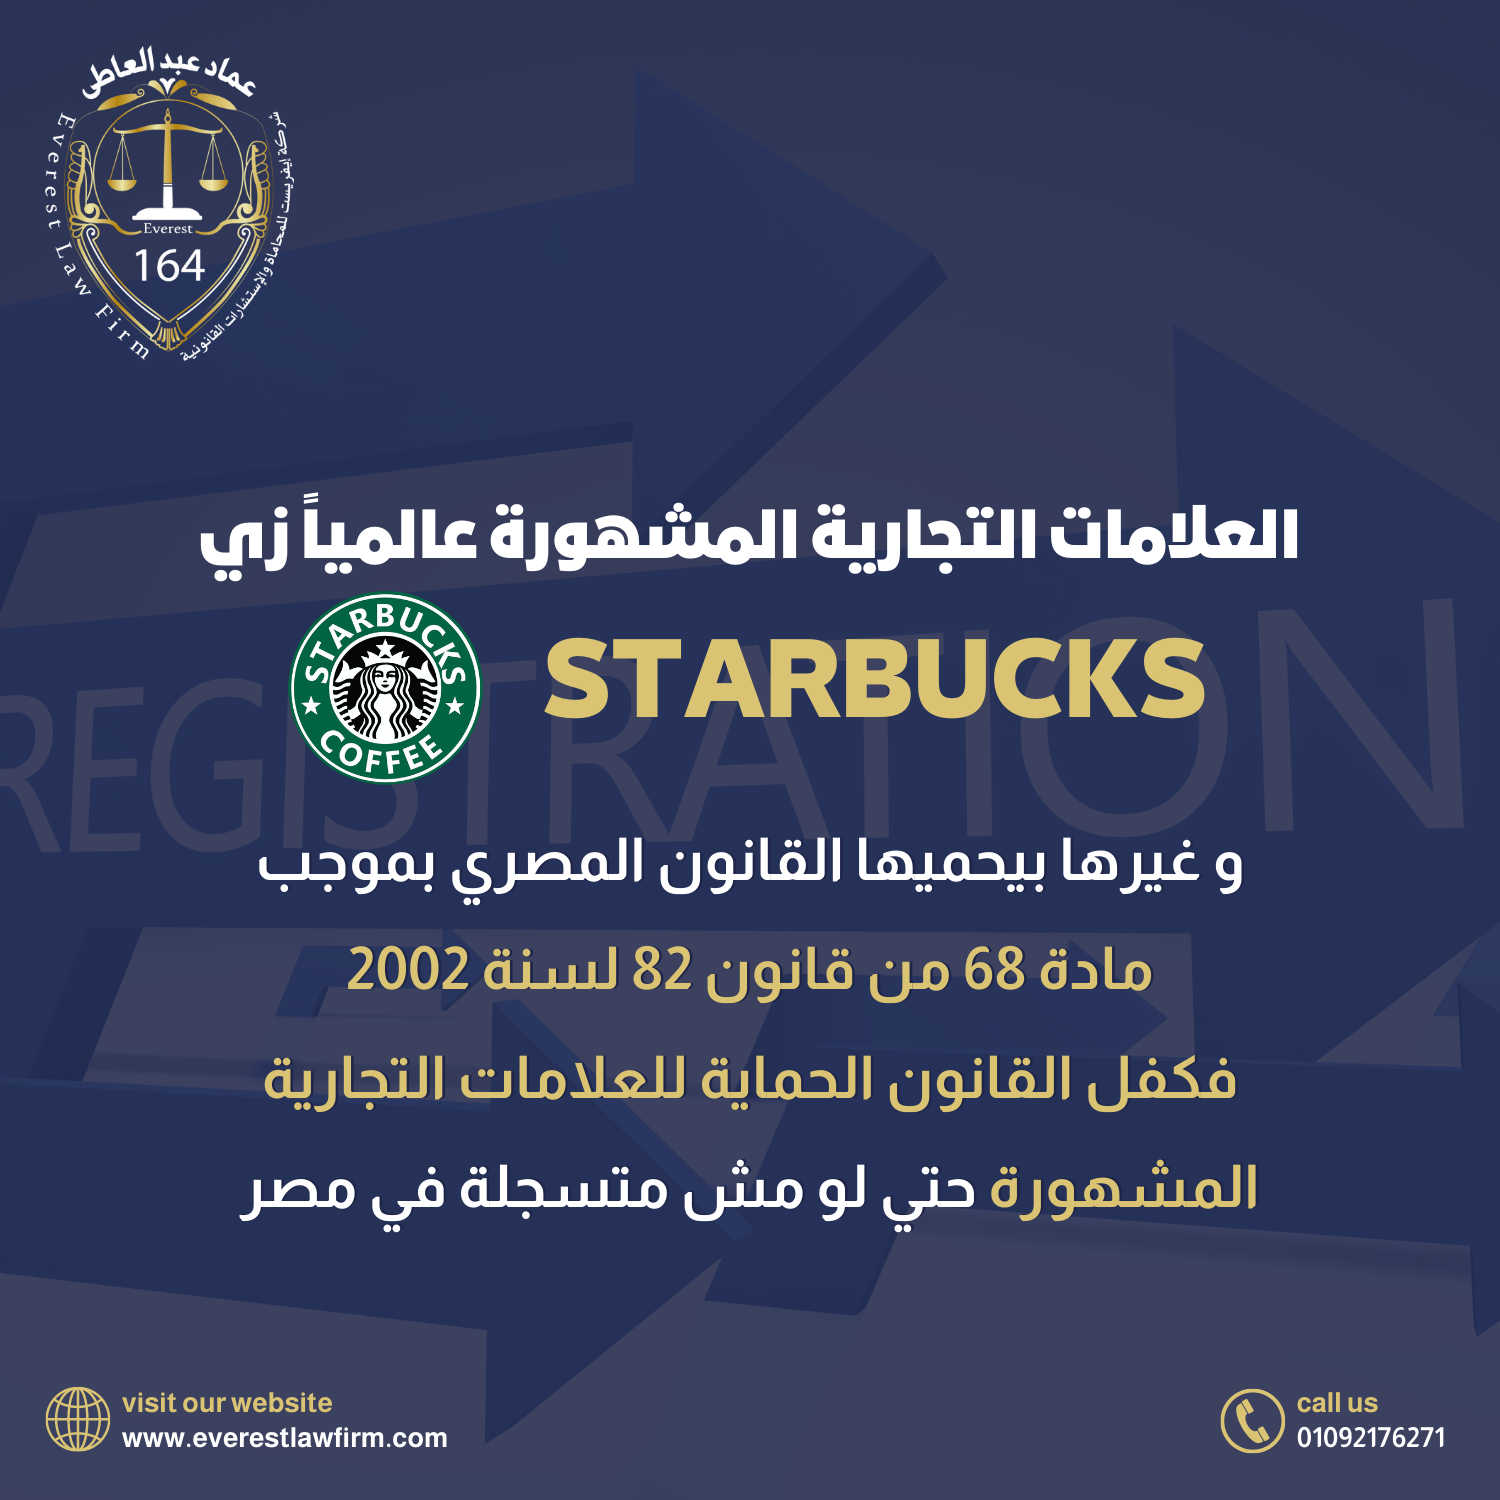 عماد عبد العاطى
Everest Law Firm
شركة إيفريست للمحاماة والإستشارات القانونية
Everest
164
العلامات التجارية المشهورة عالمياً زي
STARBUCKS
STARBUCKS
COFFEE
REGISTRATION
و غيرها بيحميها القانون المصري بموجب
مادة 68 من قانون 82 لسنة 2002
فكفل القانون الحماية للعلامات التجارية
المشهورة حتي لو مش متسجلة في مصر
visit our website
www.everestlawfirm.com
call us
01092176271